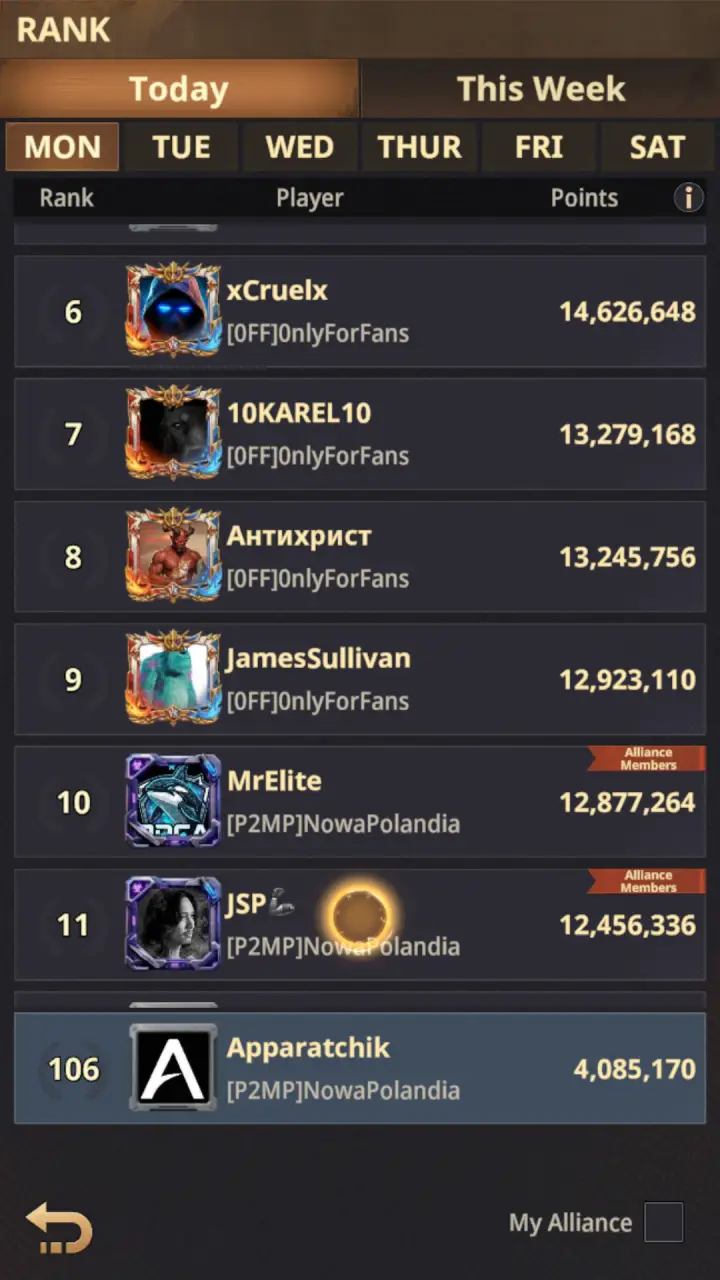 RANK
Today
This Week
MON
TUE
WED
THUR
FRI
SAT
Rank
Player
Points
i
6
xCruelx
[0FF]0nlyForFans
14,626,648
7
10KAREL10
[0FF]0nlyForFans
13,279,168
8
Антихрист
[0FF]0nlyForFans
13,245,756
9
JamesSullivan
[0FF]0nlyForFans
12,923,110
Alliance
Members
10
MrElite
[P2MP]NowaPolandia
12,877,264
Alliance
Members
11
JSP💪
[P2MP]NowaPolandia
12,456,336
106
A
Apparatchik
[P2MP]NowaPolandia
4,085,170
My Alliance